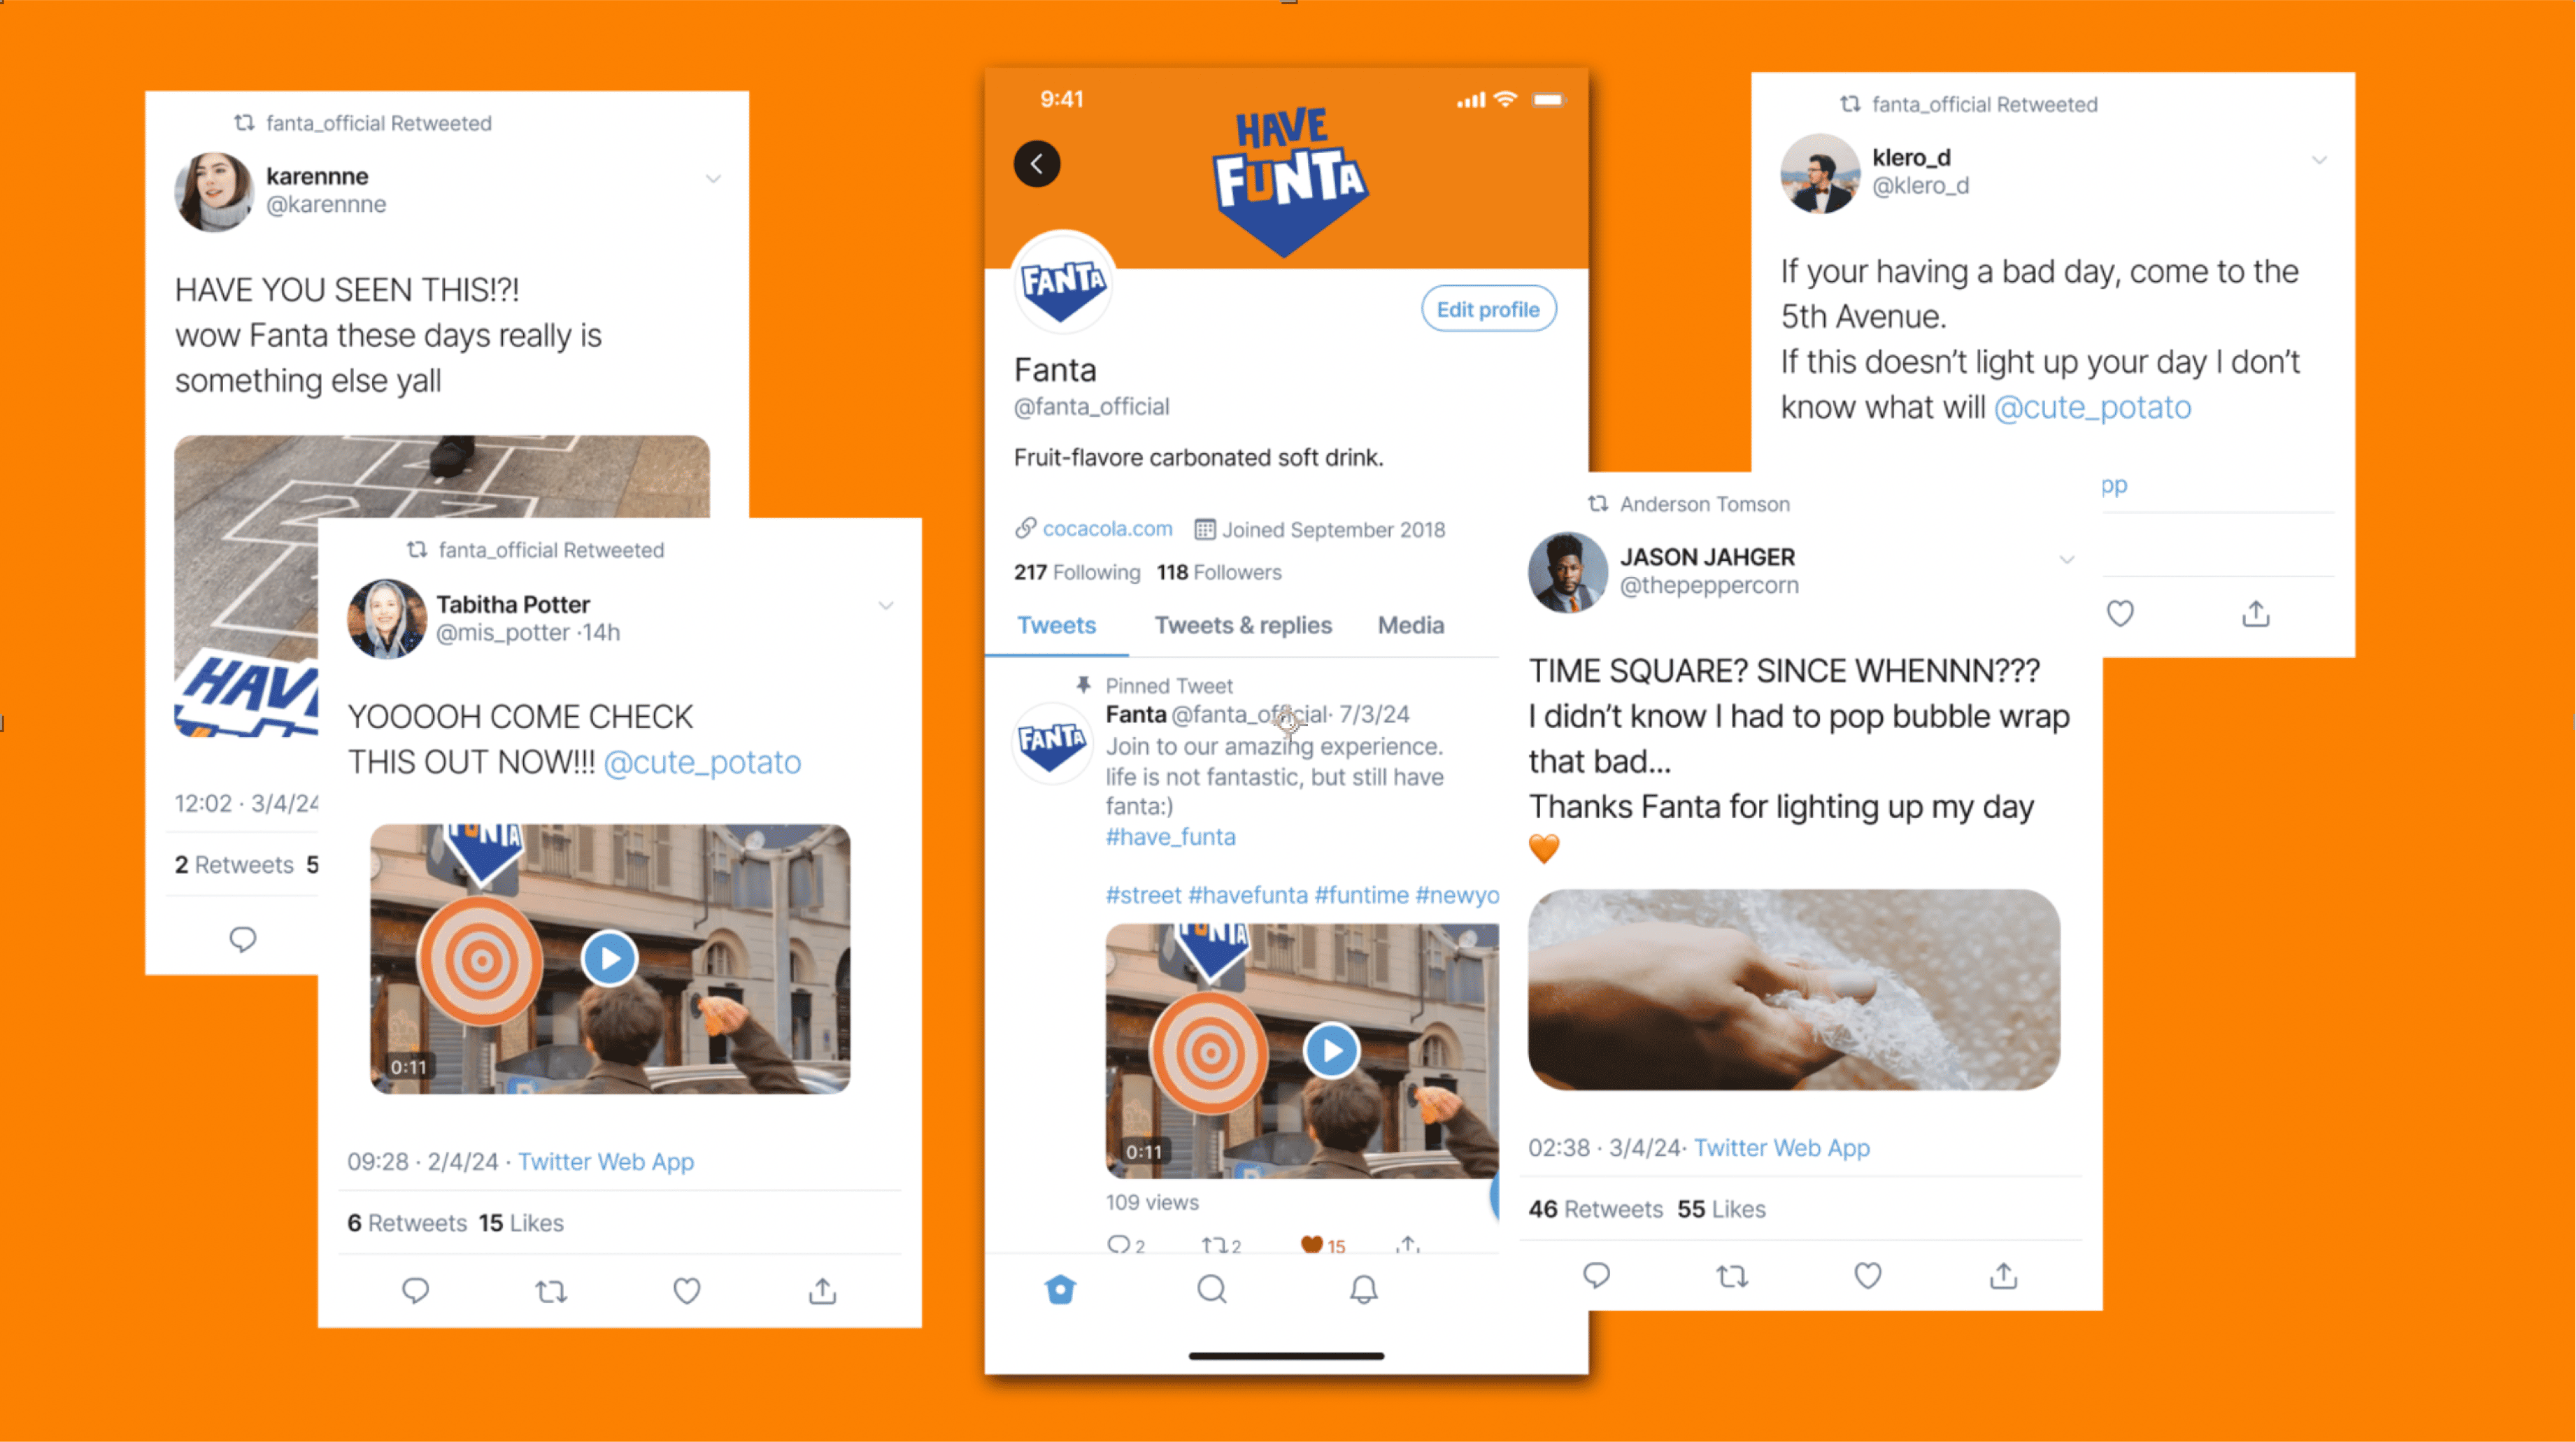 fanta_official Retweeted
karennne
@karennne
HAVE YOU SEEN THIS!?!
wow Fanta these days really is
something else yall
HAV
12:02 · 3/4/24
2 Retweets 5
fanta_official Retweeted
Tabitha Potter
@mis_potter ·14h
YOOOOH COME CHECK
THIS OUT NOW!!! @cute_potato
FUNTA
0:11
09:28 · 2/4/24 · Twitter Web App
6 Retweets 15 Likes
9:41
HAVE
FUNTA
FANTA
Edit profile
Fanta
@fanta_official
Fruit-flavore carbonated soft drink.
cocacola.com Joined September 2018
217 Following 118 Followers
Tweets Tweets & replies Media
Pinned Tweet
FANTA
Fanta @fanta_official· 7/3/24
Join to our amazing experience.
life is not fantastic, but still have
fanta:)
#have_funta
#street #havefunta #funtime #newyo
FUNTA
0:11
109 views
2 2 15
fanta_official Retweeted
klero_d
@klero_d
If your having a bad day, come to the
5th Avenue.
If this doesn't light up your day I don't
know what will @cute_potato
pp
Anderson Tomson
JASON JAHGER
@thepeppercorn
TIME SQUARE? SINCE WHENNN???
I didn't know I had to pop bubble wrap
that bad...
Thanks Fanta for lighting up my day
🧡
02:38 · 3/4/24· Twitter Web App
46 Retweets 55 Likes